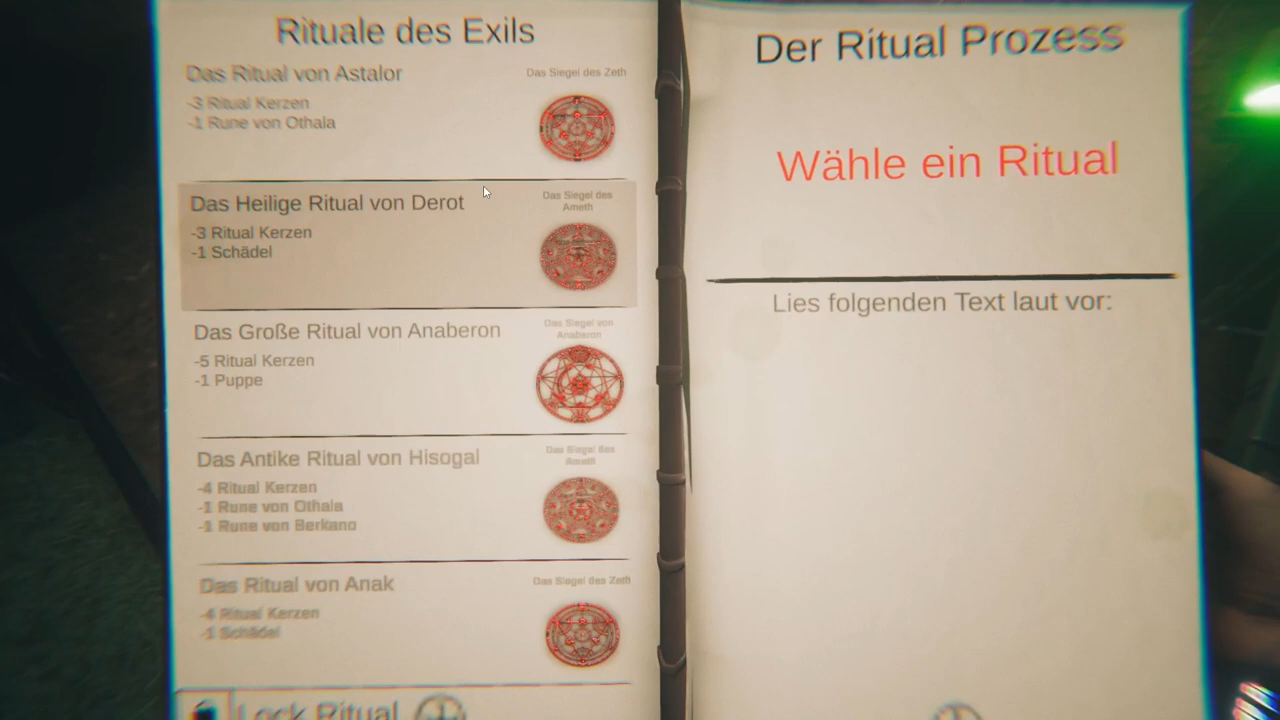 Rituale des Exils
Das Ritual von Astalor
Das Siegel des Zeth
-3 Ritual Kerzen
-1 Rune von Othala
Das Heilige Ritual von Derot
Das Siegel des
Ameth
-3 Ritual Kerzen
-1 Schädel
Das Große Ritual von Anaberon
Das Siegel von
Anaberon
-5 Ritual Kerzen
-1 Puppe
Das Antike Ritual von Hisogal
Das Siegel des
Ameth
-4 Ritual Kerzen
-1 Rune von Othala
-1 Rune von Berkano
Das Ritual von Anak
Das Siegel des Zeth
-4 Ritual Kerzen
-1 Schädel
Lock Ritual
Der Ritual Prozess
Wähle ein Ritual
Lies folgenden Text laut vor: